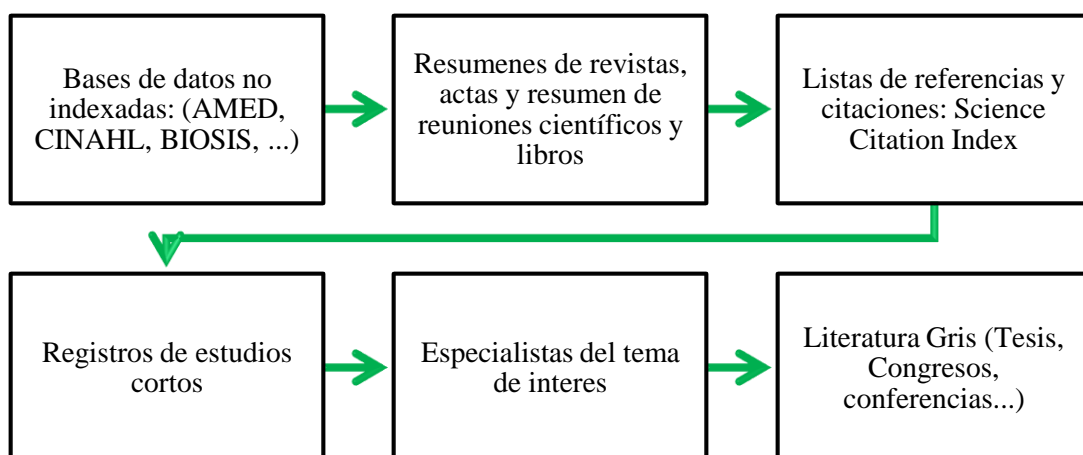 Bases de datos no
indexadas: (AMED,
CINAHL, BIOSIS, ...)
Resumenes de revistas,
actas y resumen de
reuniones científicos y
libros
Listas de referencias y
citaciones: Science
Citation Index
Registros de estudios
cortos
Especialistas del tema
de interes
Literatura Gris (Tesis,
Congresos,
conferencias...)